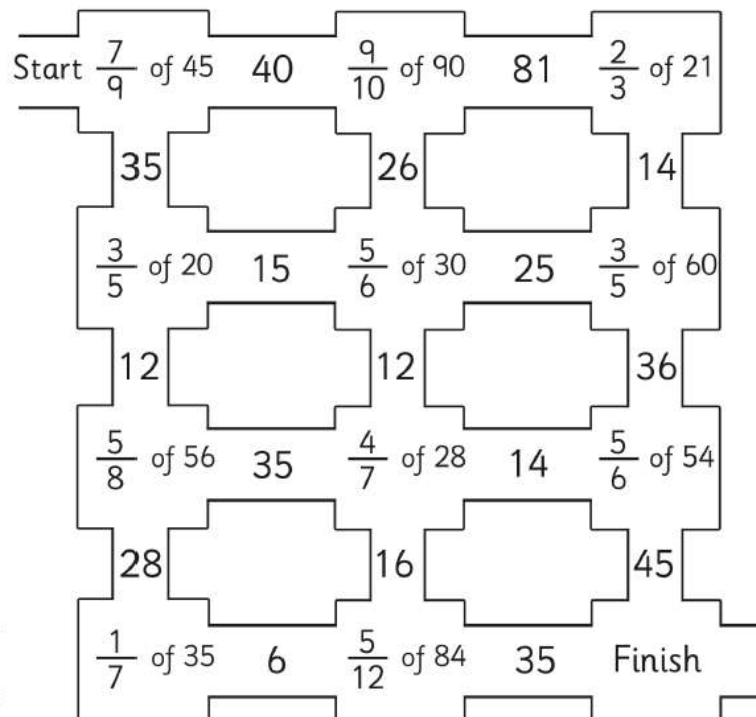 Start 7/9 of 45 40 9/10 of 90 81 2/3 of 21
35 26 14
3/5 of 20 15 5/6 of 30 25 3/5 of 60
12 12 36
5/8 of 56 35 4/7 of 28 14 5/6 of 54
28 16 45
1/7 of 35 6 5/12 of 84 35 Finish